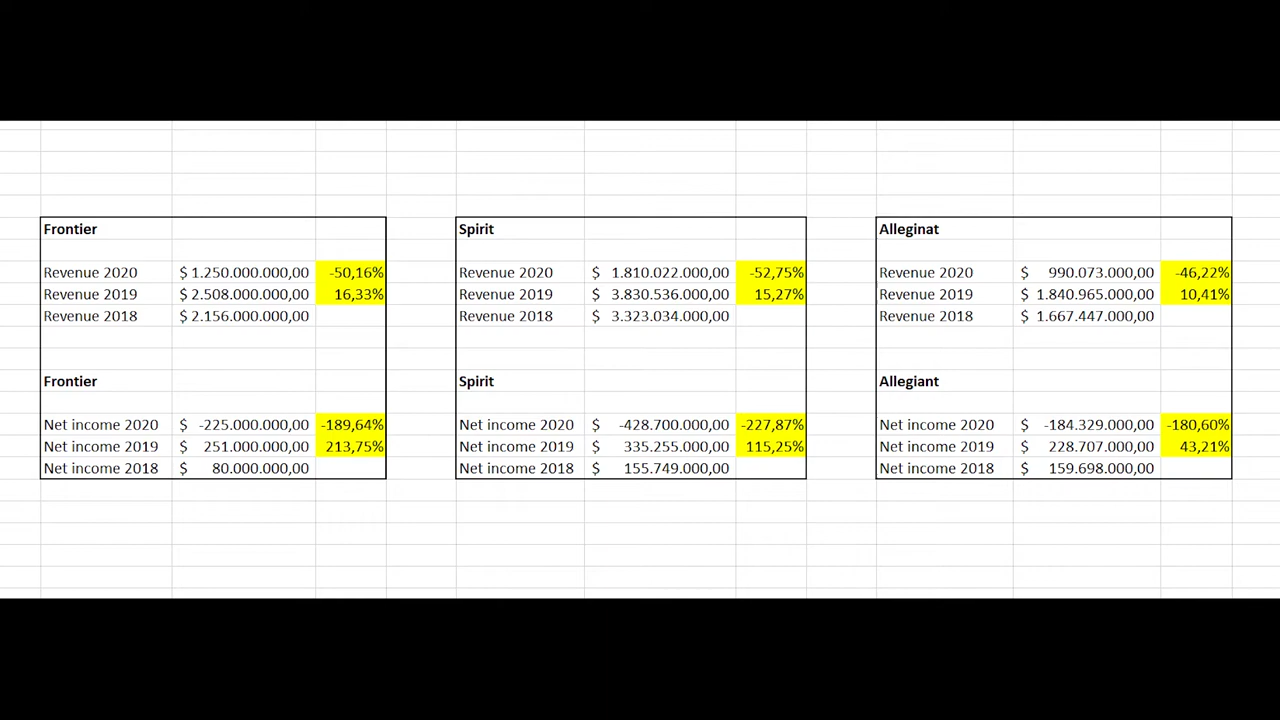 Frontier
Revenue 2020 $ 1.250.000.000,00 -50,16%
Revenue 2019 $ 2.508.000.000,00 16,33%
Revenue 2018 $ 2.156.000.000,00
Frontier
Net income 2020 $ -225.000.000,00 -189,64%
Net income 2019 $ 251.000.000,00 213,75%
Net income 2018 $ 80.000.000,00
Spirit
Revenue 2020 $ 1.810.022.000,00 -52,75%
Revenue 2019 $ 3.830.536.000,00 15,27%
Revenue 2018 $ 3.323.034.000,00
Spirit
Net income 2020 $ -428.700.000,00 -227,87%
Net income 2019 $ 335.255.000,00 115,25%
Net income 2018 $ 155.749.000,00
Alleginat
Revenue 2020 $ 990.073.000,00 -46,22%
Revenue 2019 $ 1.840.965.000,00 10,41%
Revenue 2018 $ 1.667.447.000,00
Allegiant
Net income 2020 $ -184.329.000,00 -180,60%
Net income 2019 $ 228.707.000,00 43,21%
Net income 2018 $ 159.698.000,00